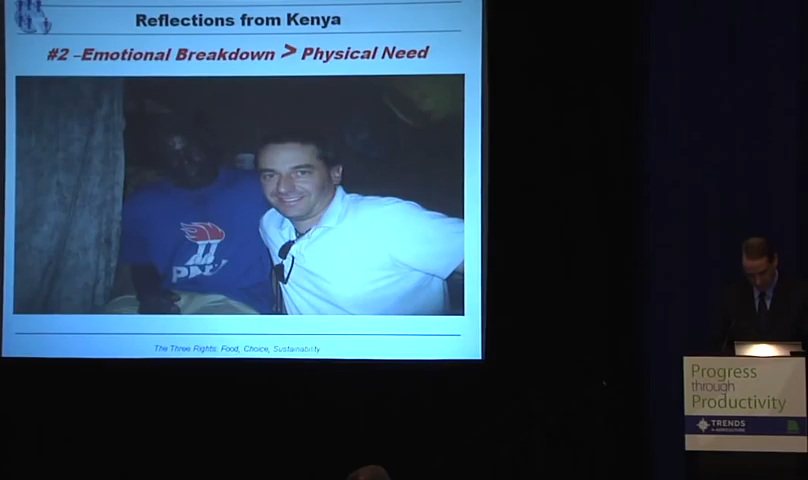 Reflections from Kenya
#2 –Emotional Breakdown > Physical Need
The Three Rights: Food, Choice, Sustainability
Progress
through
Productivity
TRENDS